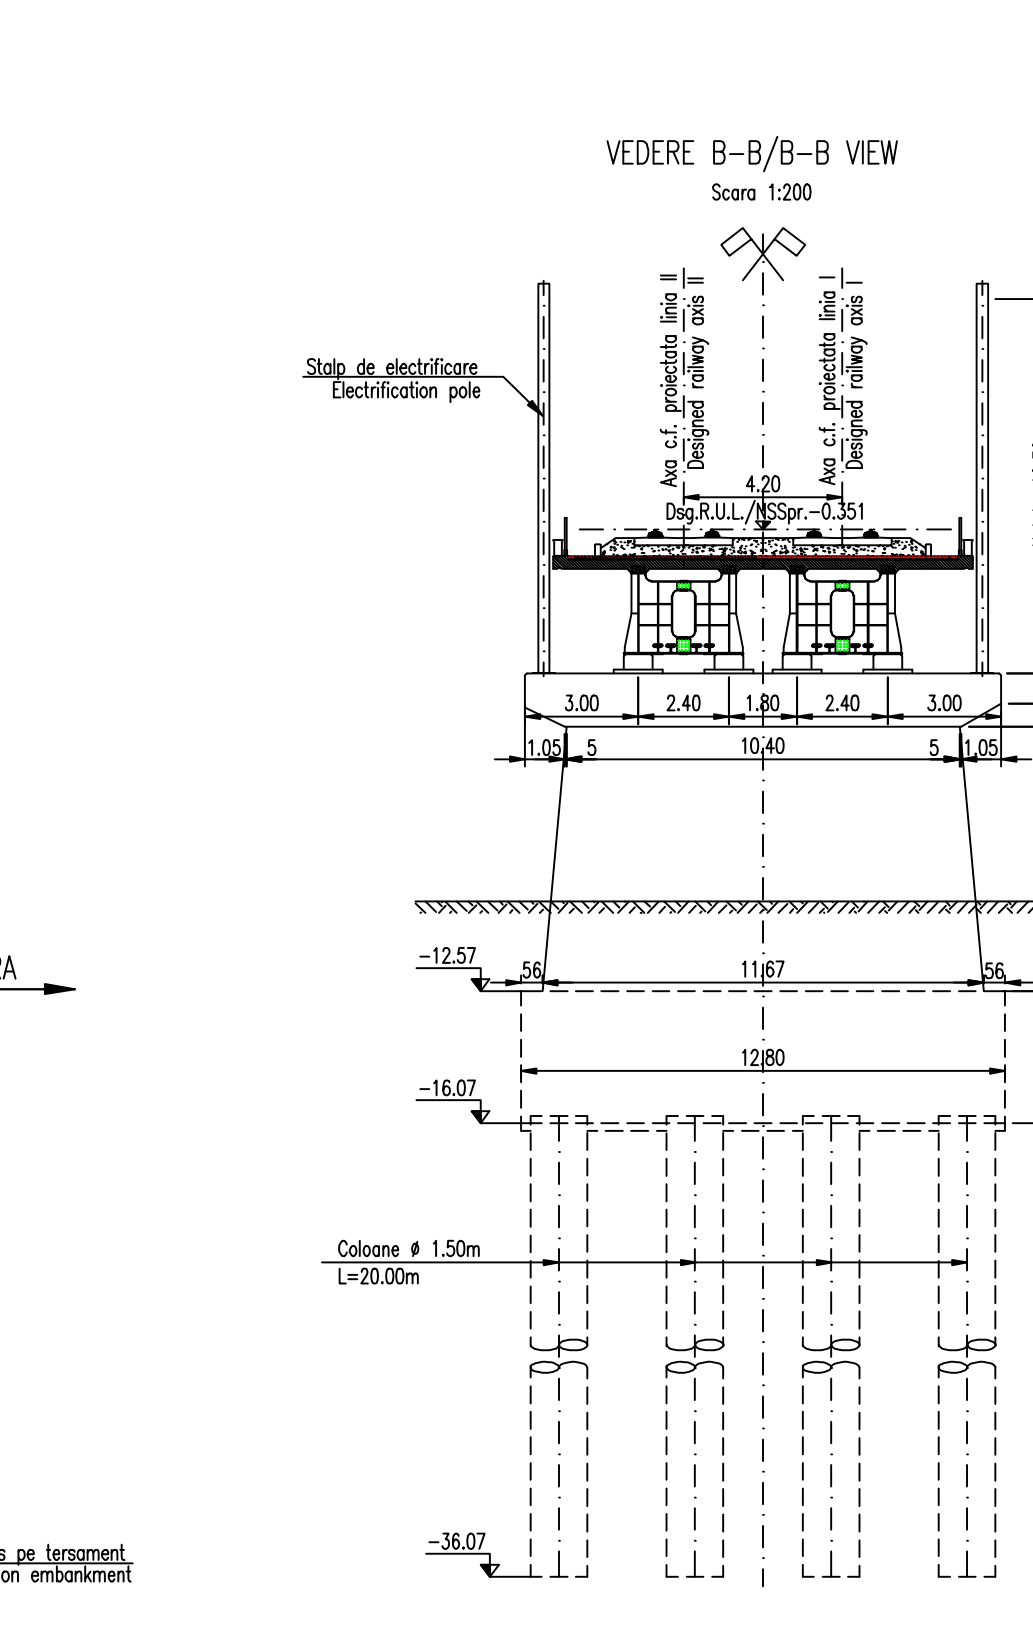 VEDERE B-B/B-B VIEW
Scara 1:200
Axa c.f. proiectata linia II
Designed railway axis II
Axa c.f. proiectata linia I
Designed railway axis I
Stalp de electrificare
Electrification pole
4.20
Dsg.R.U.L./NSSpr.-0.351
3.00 2.40 1.80 2.40 3.00
1.05 5 10.40 5 1.05
-12.57
56 11.67 56
12.80
-16.07
Coloane ø 1.50m
L=20.00m
-36.07
pe tersament
on embankment